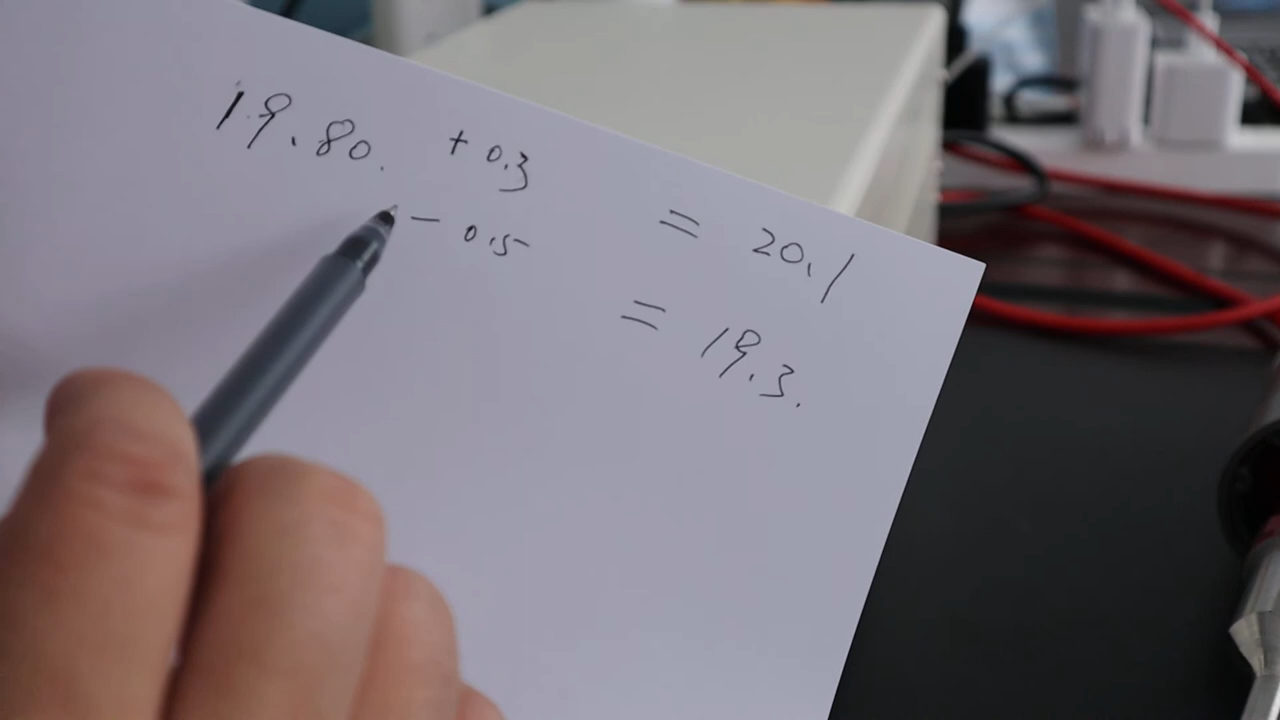 19.80. +0.3 = 20.1
-0.5 = 19.3.